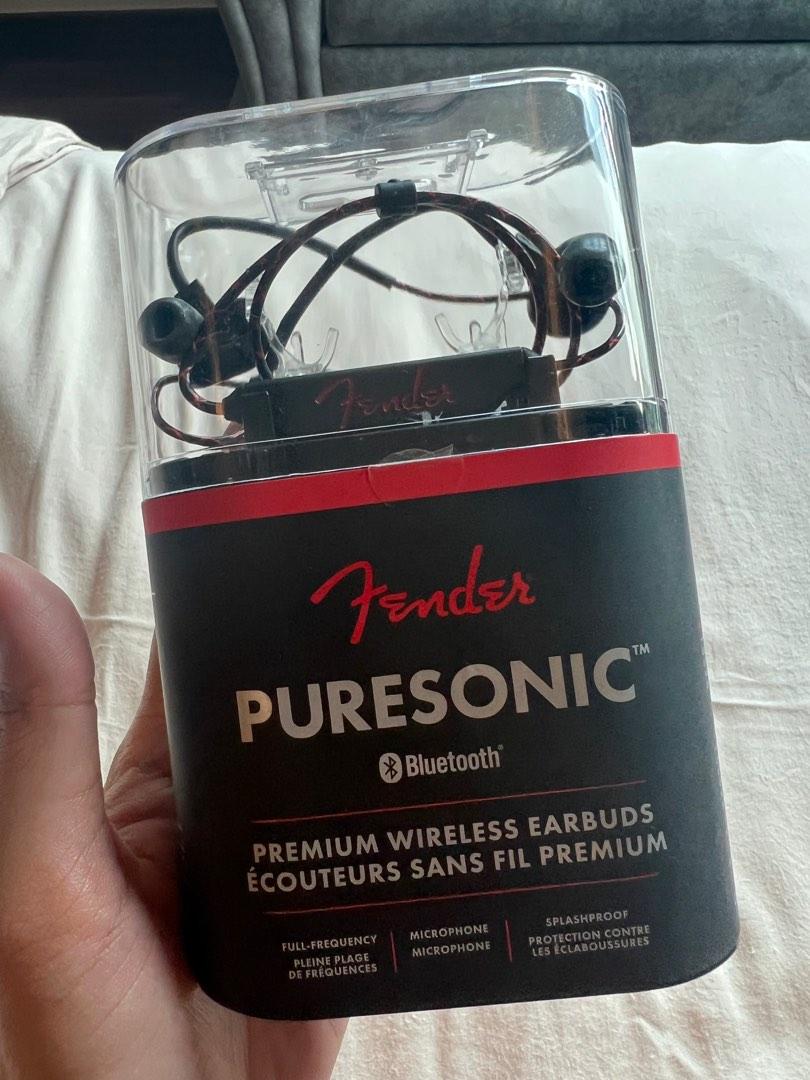 Fender
Fender
PURESONIC™
Bluetooth®
PREMIUM WIRELESS EARBUDS
ÉCOUTEURS SANS FIL PREMIUM
FULL-FREQUENCY
PLEINE PLAGE
DE FRÉQUENCES
MICROPHONE
MICROPHONE
SPLASHPROOF
PROTECTION CONTRE
LES ÉCLABOUSSURES